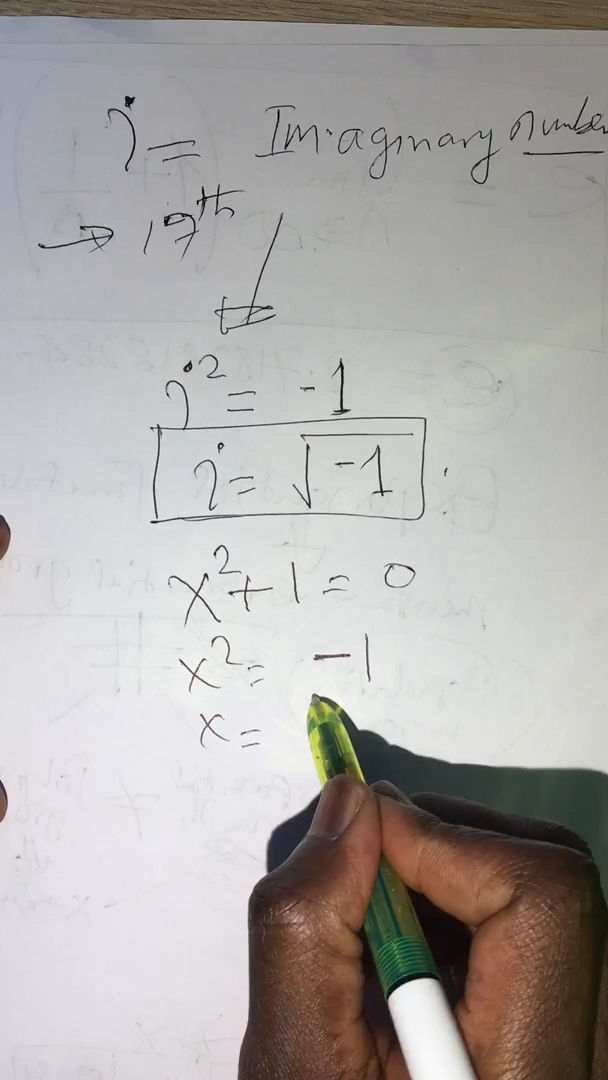 i = Imaginary number
→ 17th
i² = -1
i = √-1
x² + 1 = 0
x² = -1
x =